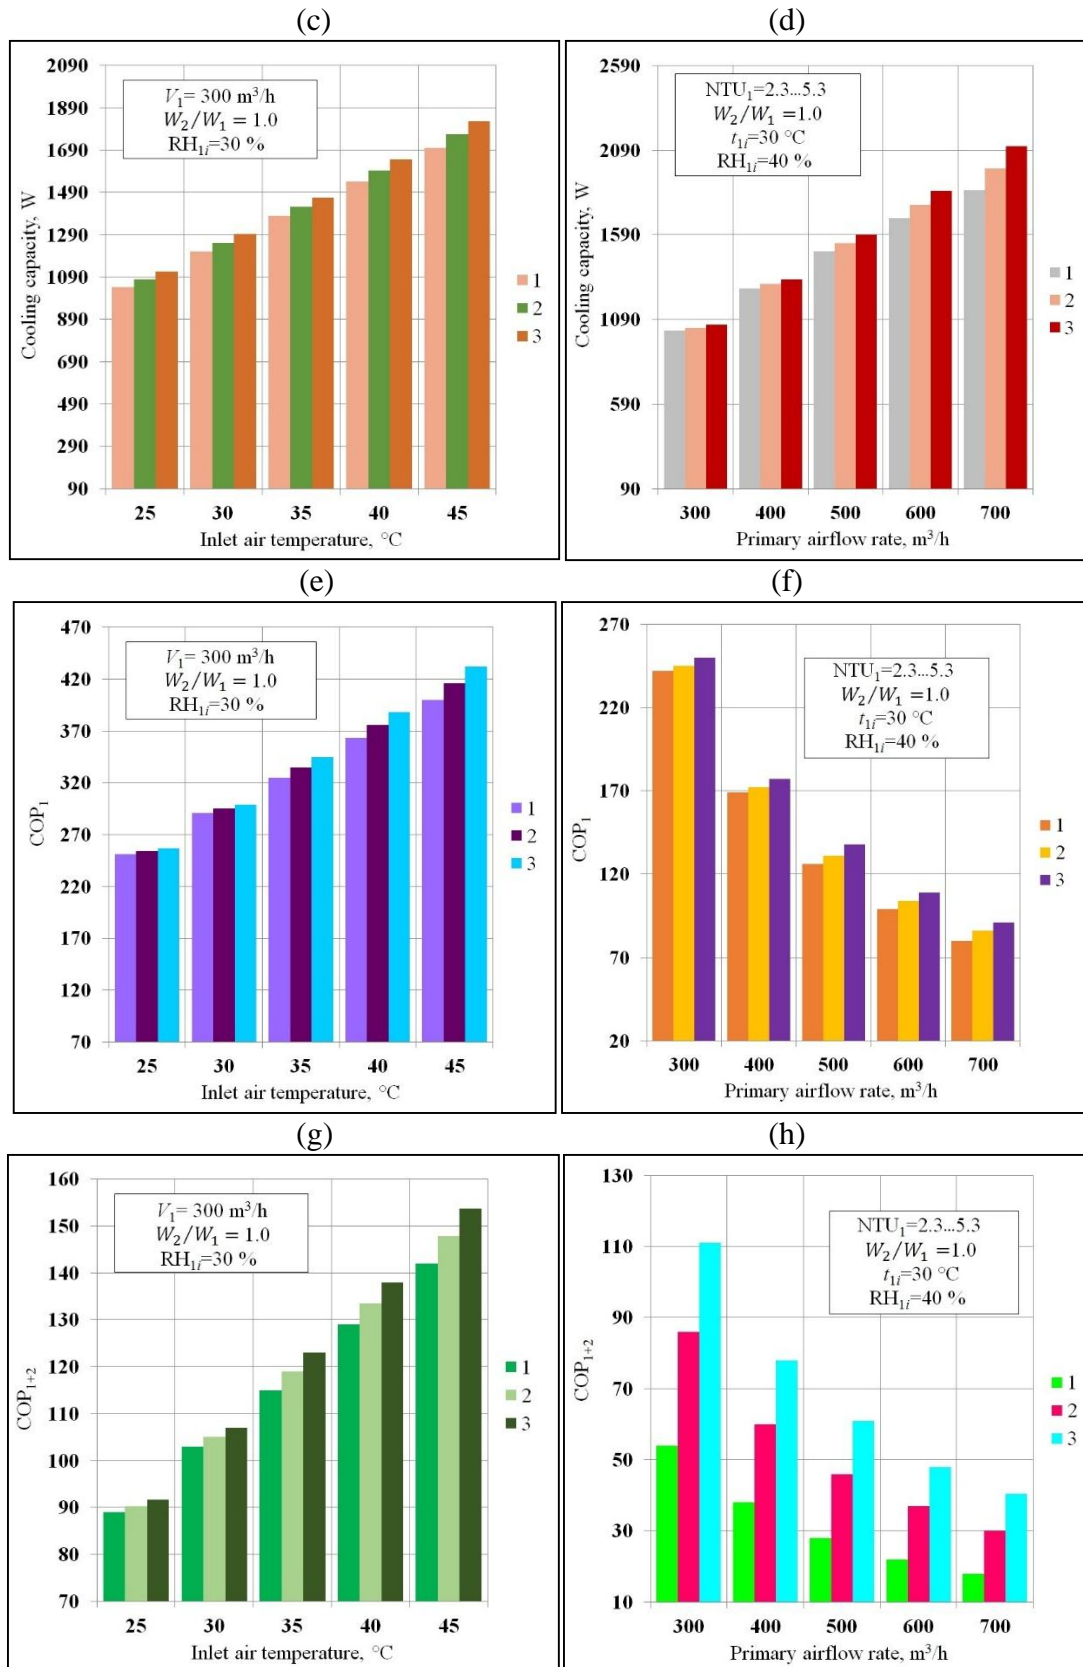 (c)
2090
1890
1690
1490
1290
1090
890
690
490
290
90
Cooling capacity, W
V₁= 300 m³/h
W₂/W₁ = 1.0
RH₁ᵢ=30 %
1
2
3
25 30 35 40 45
Inlet air temperature, °C
(d)
2590
2090
1590
1090
590
90
Cooling capacity, W
NTU₁=2.3...5.3
W₂/W₁ =1.0
t₁ᵢ=30 °C
RH₁ᵢ=40 %
1
2
3
300 400 500 600 700
Primary airflow rate, m³/h
(e)
470
420
370
320
270
220
170
120
70
COP₁
V₁= 300 m³/h
W₂/W₁ = 1.0
RH₁ᵢ=30 %
1
2
3
25 30 35 40 45
Inlet air temperature, °C
(f)
270
220
170
120
70
20
COP₁
NTU₁=2.3...5.3
W₂/W₁ =1.0
t₁ᵢ=30 °C
RH₁ᵢ=40 %
1
2
3
300 400 500 600 700
Primary airflow rate, m³/h
(g)
160
150
140
130
120
110
100
90
80
70
COP₁₊₂
V₁= 300 m³/h
W₂/W₁ = 1.0
RH₁ᵢ=30 %
1
2
3
25 30 35 40 45
Inlet air temperature, °C
(h)
130
110
90
70
50
30
10
COP₁₊₂
NTU₁=2.3...5.3
W₂/W₁ =1.0
t₁ᵢ=30 °C
RH₁ᵢ=40 %
1
2
3
300 400 500 600 700
Primary airflow rate, m³/h